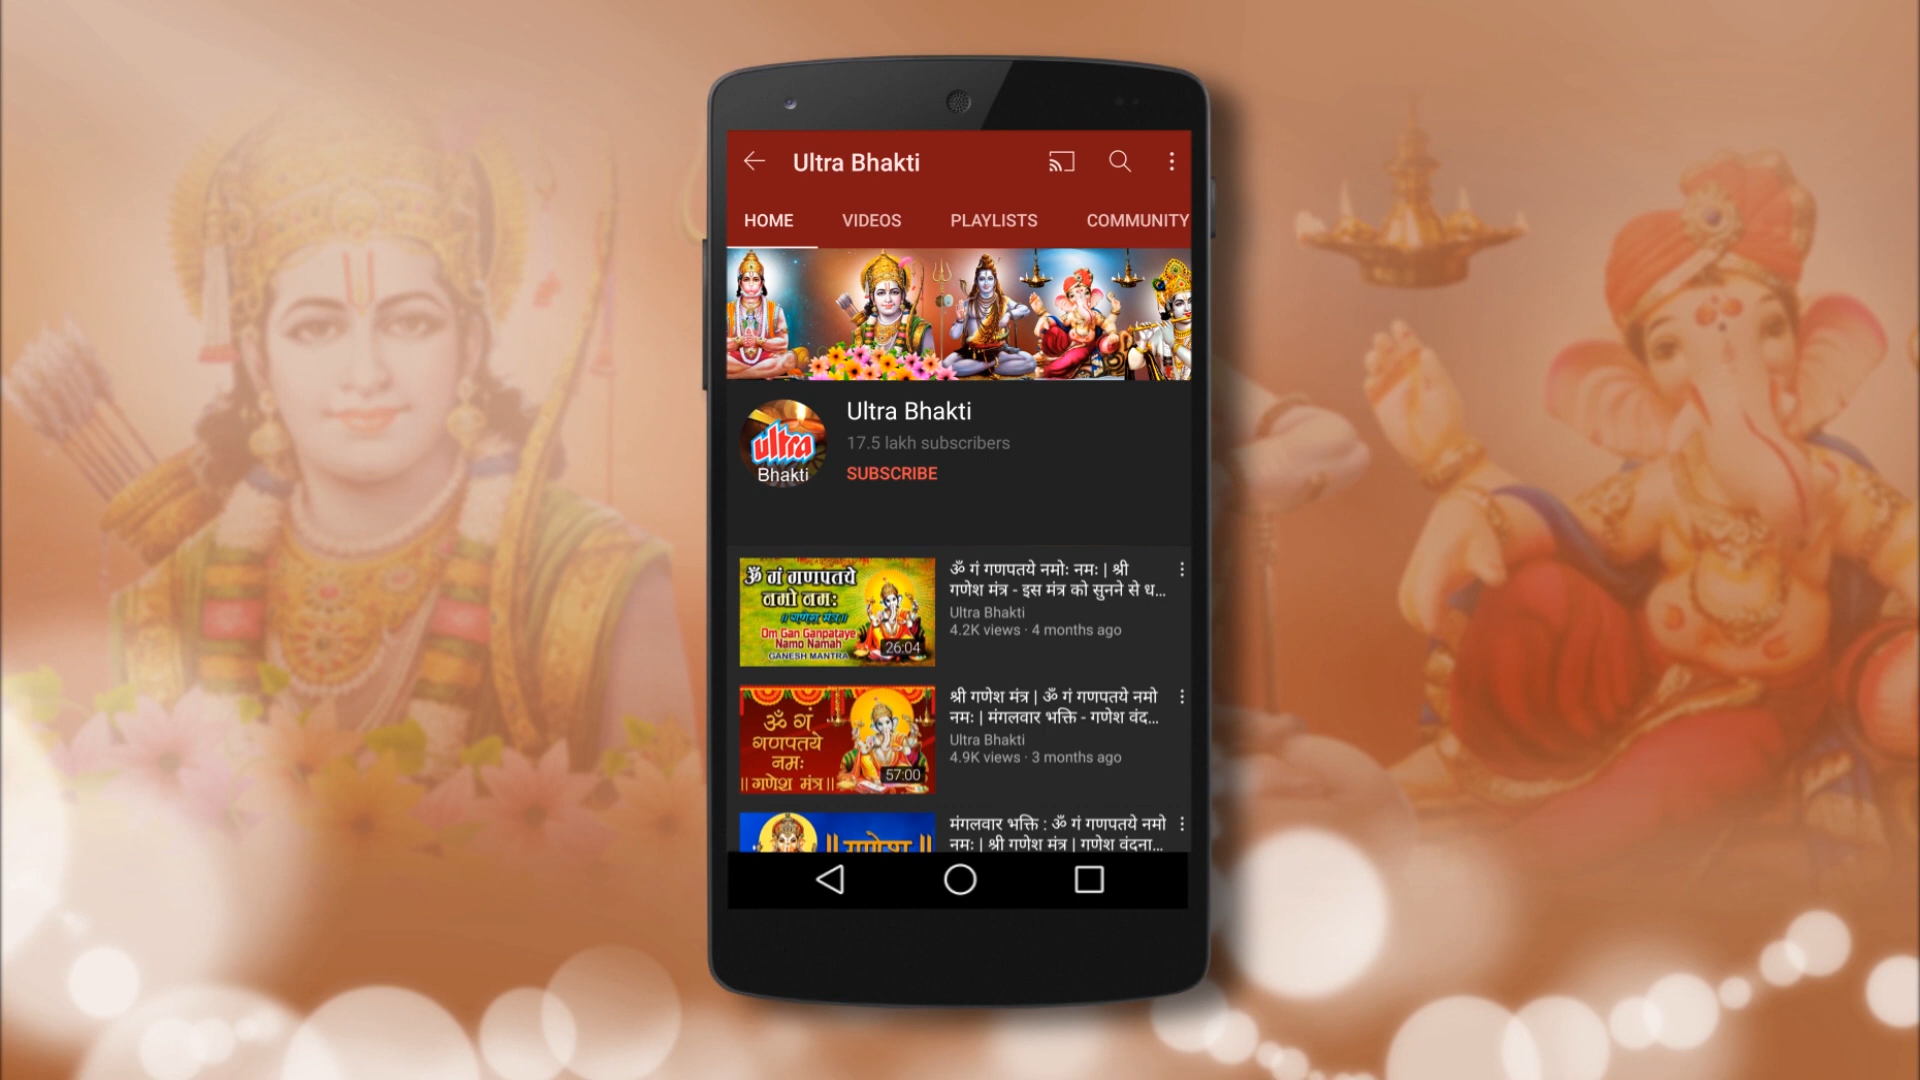 Ultra Bhakti
HOME VIDEOS PLAYLISTS COMMUNITY
Ultra Bhakti
17.5 lakh subscribers
SUBSCRIBE
ultra
Bhakti
ॐ गं गणपतये
नमो नमः
|| गणेश मंत्र ||
Om Gan Ganpataye
Namo Namah
GANESH MANTRA
26:04
ॐ गं गणपतये नमोः नमः | श्री
गणेश मंत्र - इस मंत्र को सुनने से ध...
Ultra Bhakti
4.2K views · 4 months ago
ॐ गं
गणपतये
नमः
|| गणेश मंत्र ||
57:00
श्री गणेश मंत्र | ॐ गं गणपतये नमो
नमः | मंगलवार भक्ति - गणेश वंद...
Ultra Bhakti
4.9K views · 3 months ago
|| गणेश ||
मंगलवार भक्ति : ॐ गं गणपतये नमो
नमः | श्री गणेश मंत्र | गणेश वंदना...